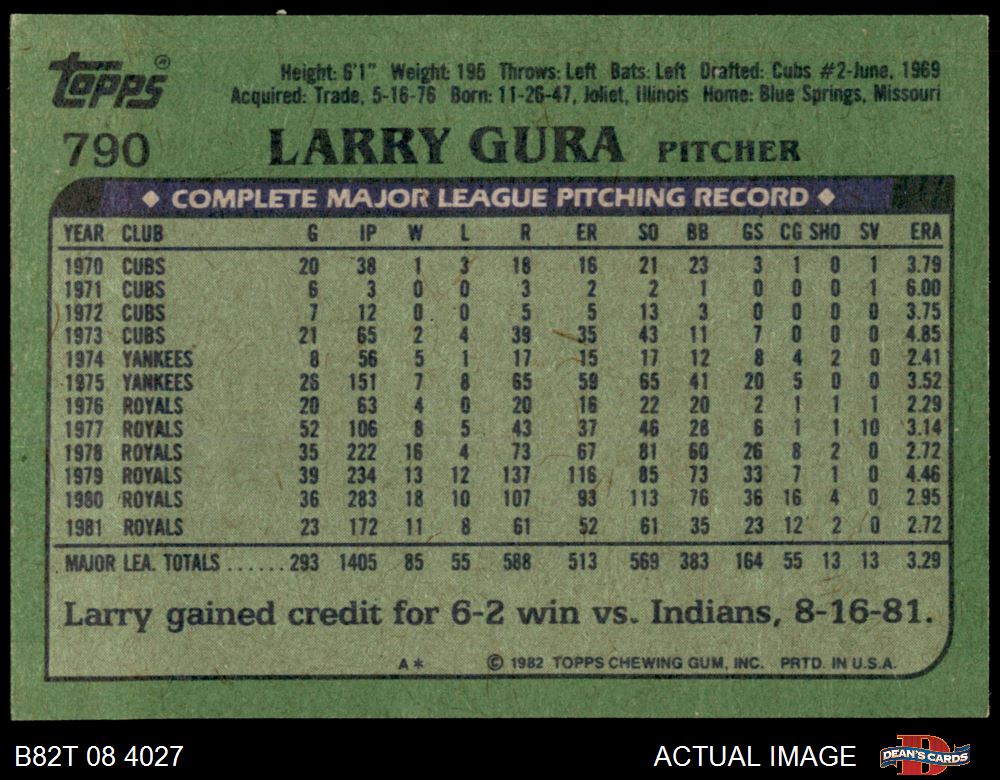 topps®
Height: 6'1" Weight: 195 Throws: Left Bats: Left Drafted: Cubs #2-June, 1969
Acquired: Trade, 5-16-76 Born: 11-26-47, Joliet, Illinois Home: Blue Springs, Missouri
790 LARRY GURA PITCHER
◆ COMPLETE MAJOR LEAGUE PITCHING RECORD ◆
YEAR CLUB G IP W L R ER SO BB GS CG SHO SV ERA
1970 CUBS 20 38 1 3 18 16 21 23 3 1 0 1 3.79
1971 CUBS 6 3 0 0 3 2 2 1 0 0 0 1 6.00
1972 CUBS 7 12 0 0 5 5 13 3 0 0 0 0 3.75
1973 CUBS 21 65 2 4 39 35 43 11 7 0 0 0 4.85
1974 YANKEES 8 56 5 1 17 15 17 12 8 4 2 0 2.41
1975 YANKEES 26 151 7 8 65 59 65 41 20 5 0 0 3.52
1976 ROYALS 20 63 4 0 20 16 22 20 2 1 1 1 2.29
1977 ROYALS 52 106 8 5 43 37 46 28 6 1 1 10 3.14
1978 ROYALS 35 222 16 4 73 67 81 60 26 8 2 0 2.72
1979 ROYALS 39 234 13 12 137 116 85 73 33 7 1 0 4.46
1980 ROYALS 36 283 18 10 107 93 113 76 36 16 4 0 2.95
1981 ROYALS 23 172 11 8 61 52 61 35 23 12 2 0 2.72
MAJOR LEA. TOTALS ...... 293 1405 85 55 588 513 569 383 164 55 13 13 3.29
Larry gained credit for 6-2 win vs. Indians, 8-16-81.
A* © 1982 TOPPS CHEWING GUM, INC. PRTD. IN U.S.A.
B82T 08 4027 ACTUAL IMAGE D DEAN'S CARDS